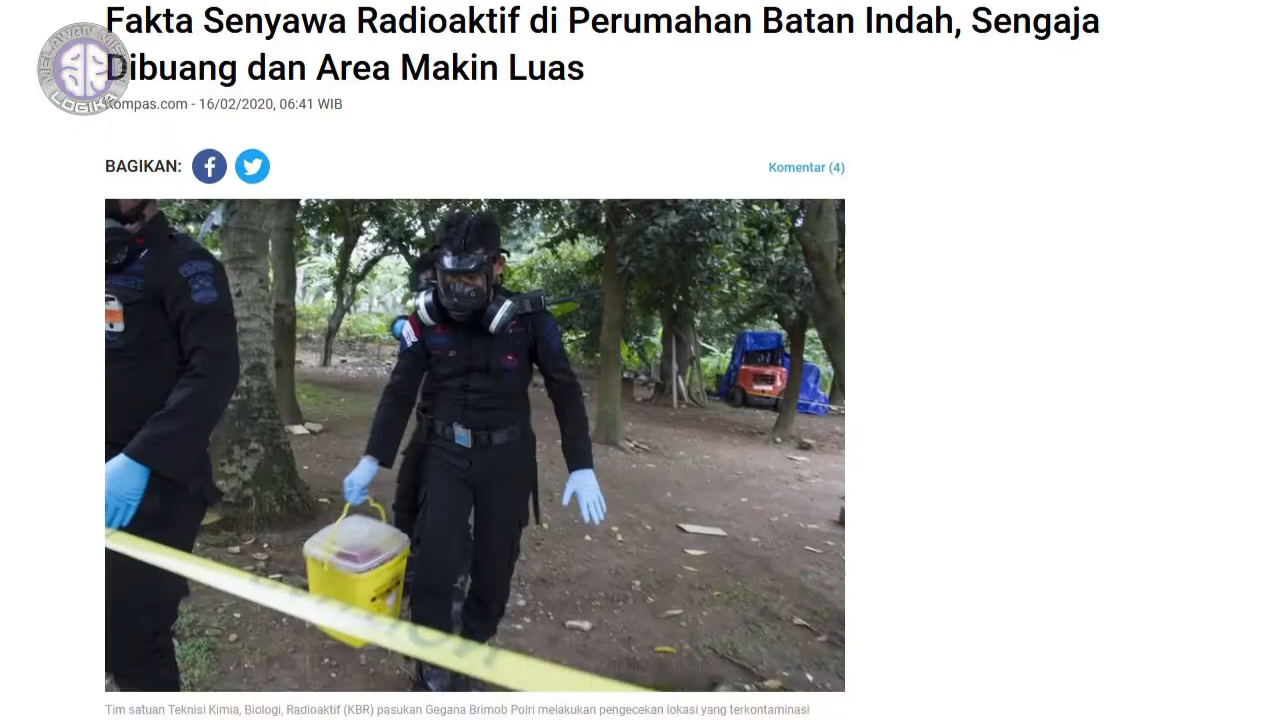 Fakta Senyawa Radioaktif di Perumahan Batan Indah, Sengaja
Dibuang dan Area Makin Luas
MELAWAN
LOGIKA
Kompas.com - 16/02/2020, 06:41 WIB
BAGIKAN:
Komentar (4)
Tim satuan Teknisi Kimia, Biologi, Radioaktif (KBR) pasukan Gegana Brimob Polri melakukan pengecekan lokasi yang terkontaminasi